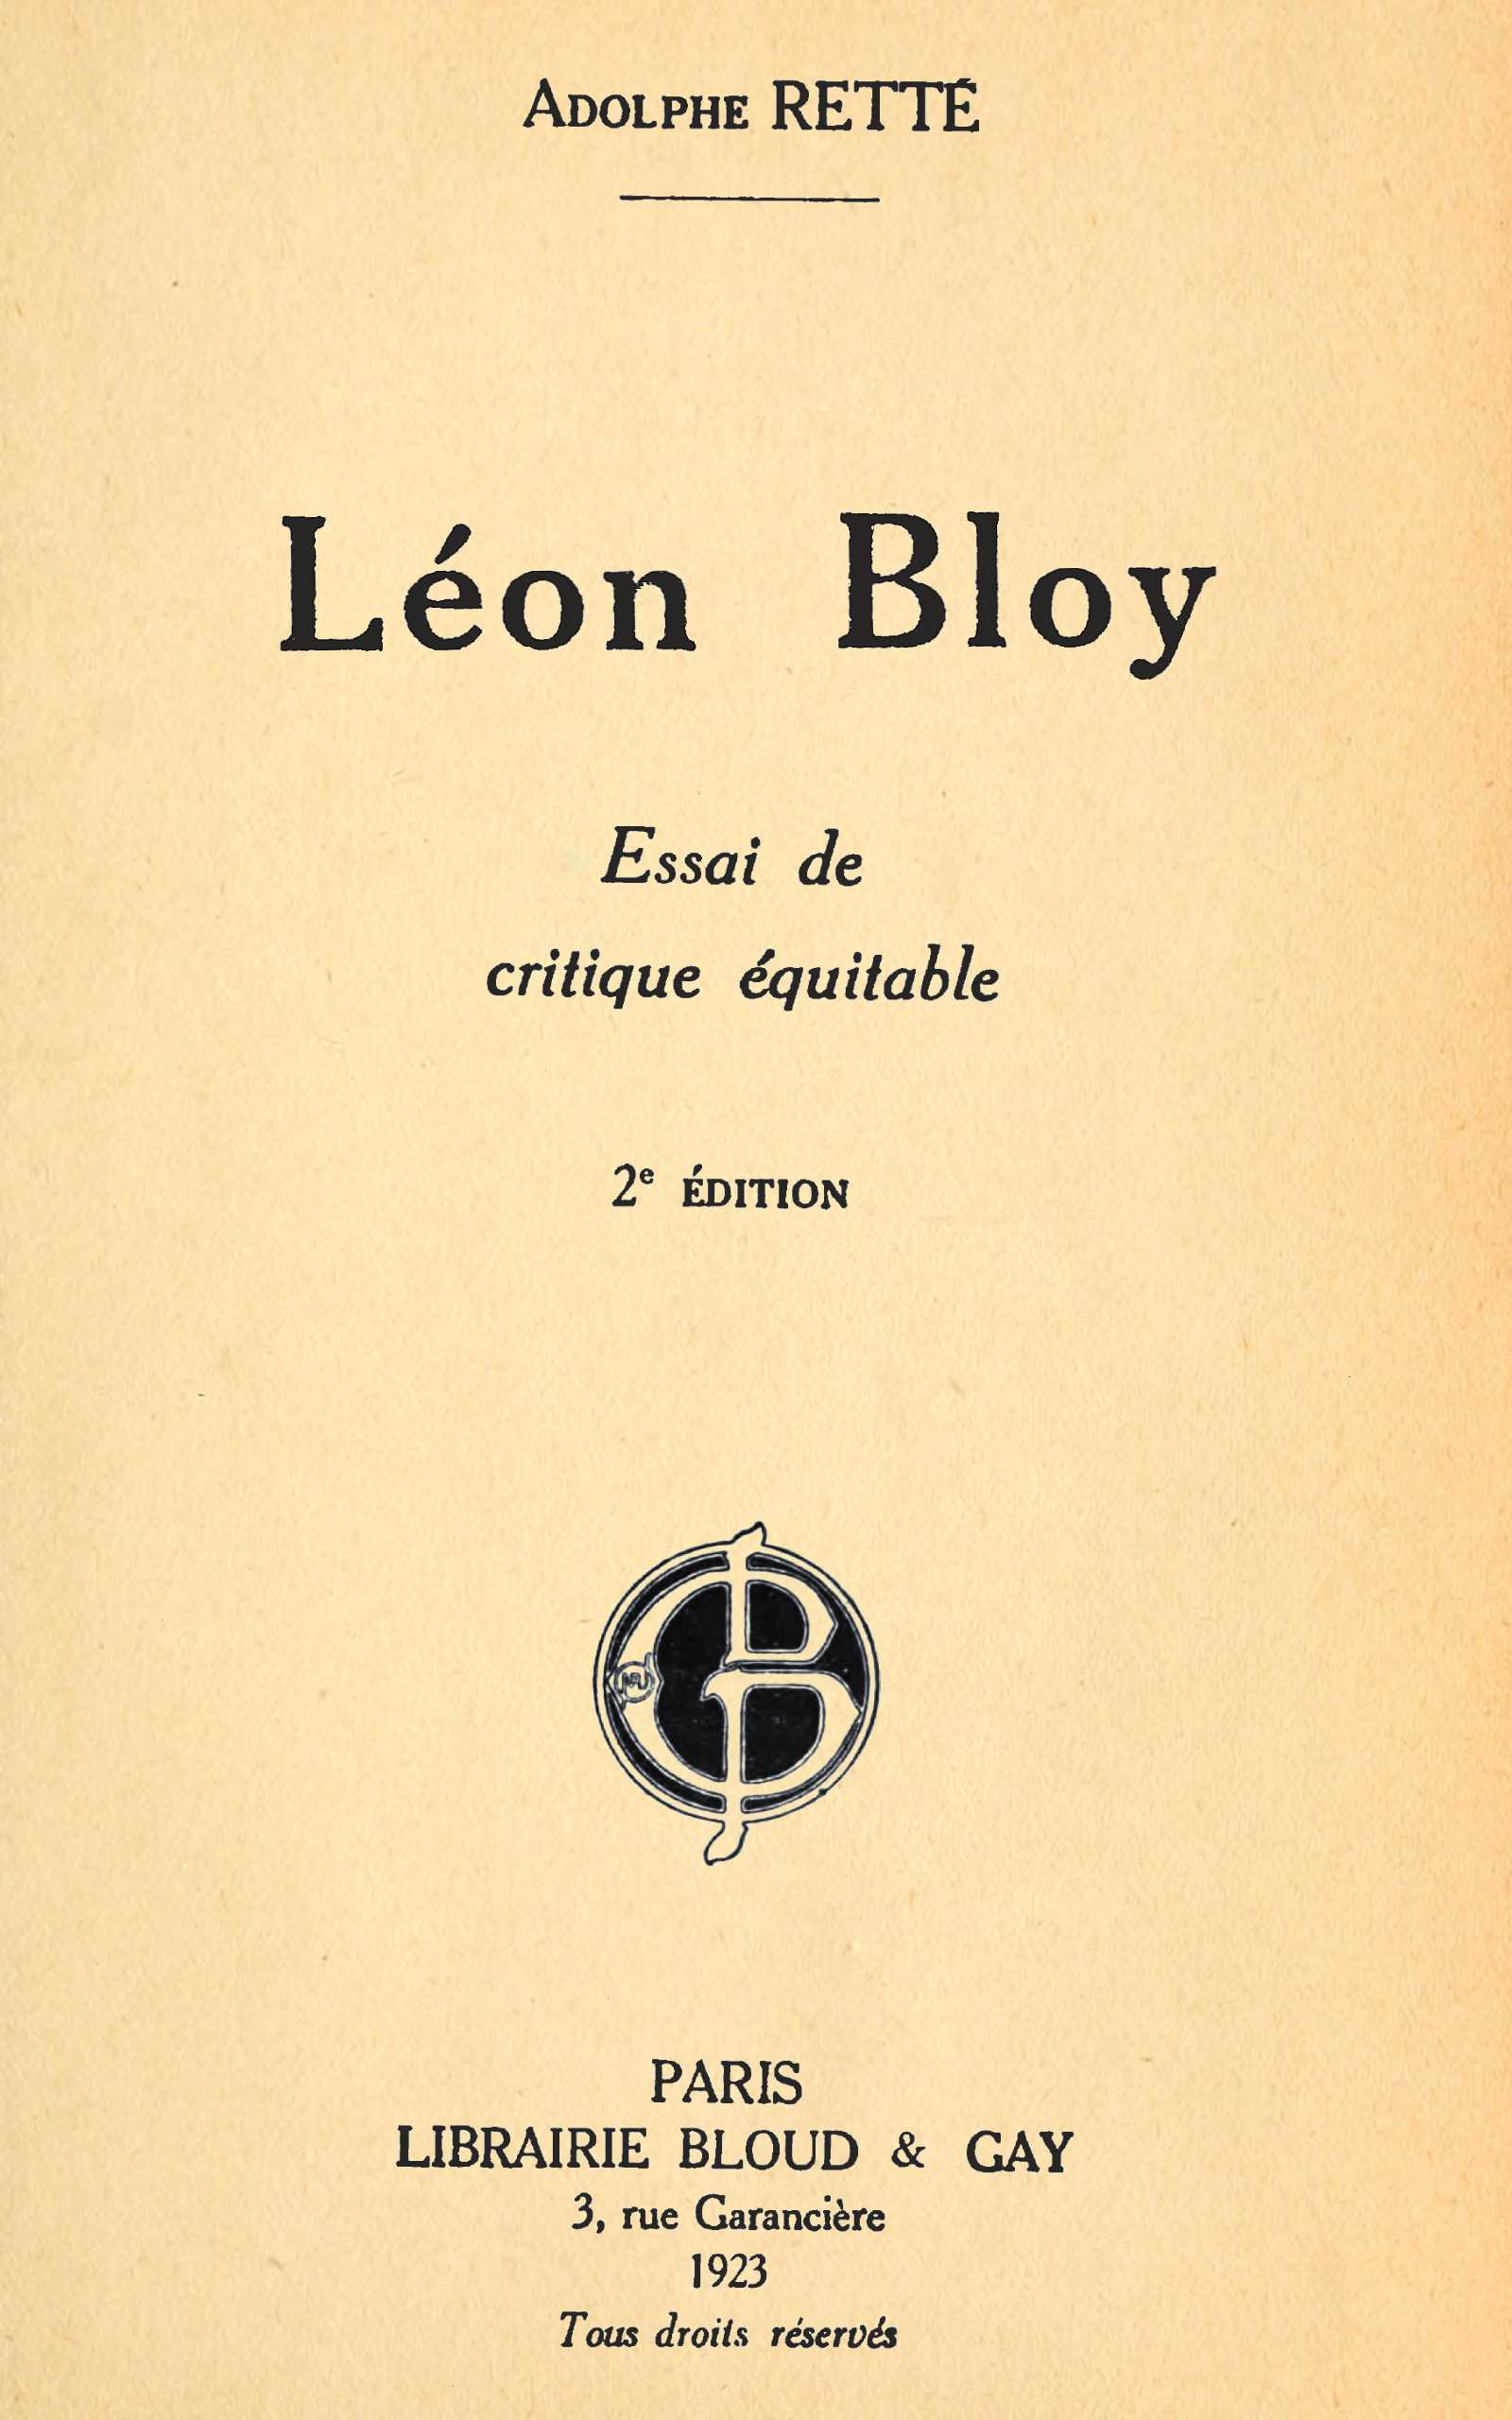 ADOLPHE RETTÉ
Léon Bloy
Essai de
critique équitable
2e ÉDITION
PARIS
LIBRAIRIE BLOUD & GAY
3, rue Garancière
1923
Tous droits réservés